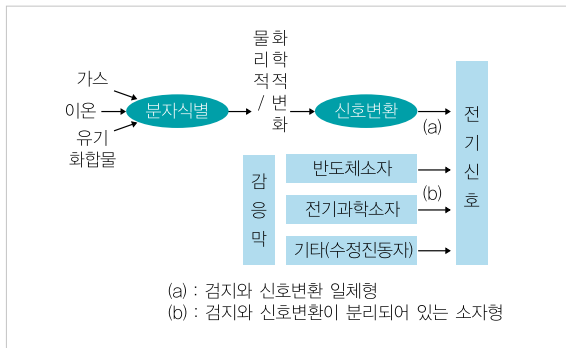 가스
이온
유기
화합물
분자식별
물리적/
화학적변화
신호변환
(a)
전기신호
감응막
반도체소자
(b)
전기과학소자
기타(수정진동자)
(a) : 검지와 신호변환 일체형
(b) : 검지와 신호변환이 분리되어 있는 소자형